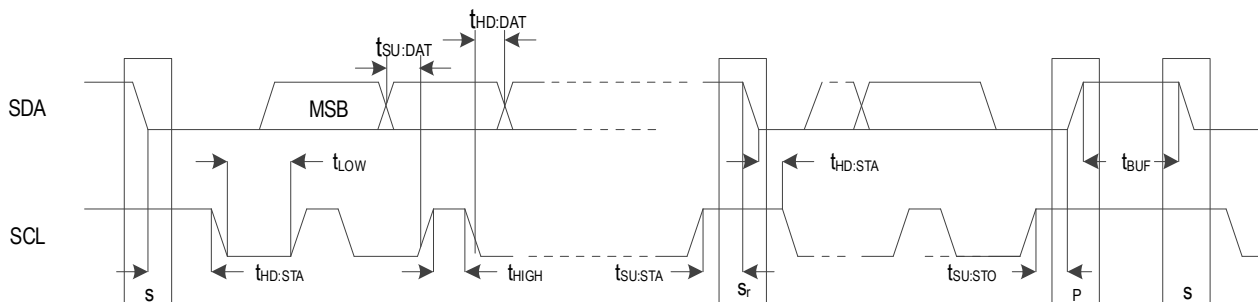 tHD:DAT
tSU:DAT
SDA
MSB
tLOW
tHD:STA
tBUF
SCL
tHD:STA
tHIGH
tSU:STA
tSU:STO
S
Sr
P
S